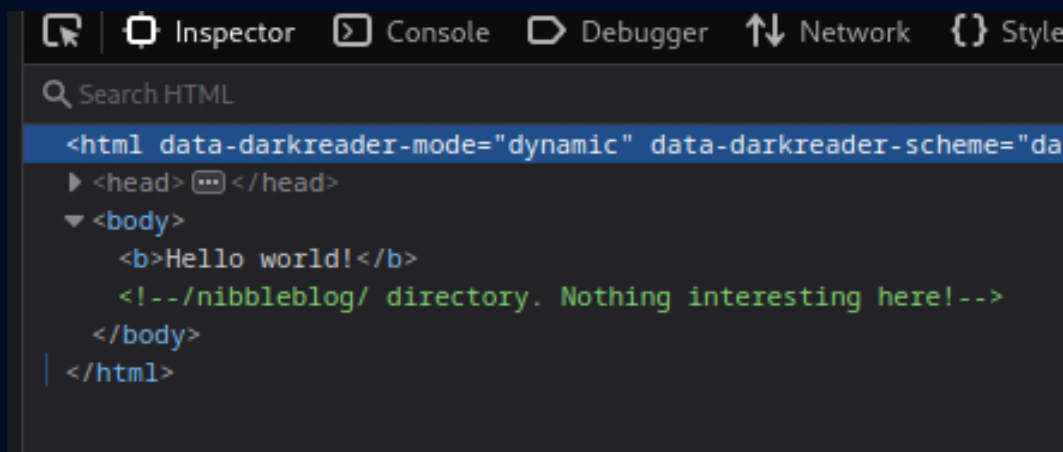 Inspector Console Debugger Network {} Style
Search HTML
<html data-darkreader-mode="dynamic" data-darkreader-scheme="da
<head> ••• </head>
<body>
<b>Hello world!</b>
<!--/nibbleblog/ directory. Nothing interesting here!-->
</body>
</html>